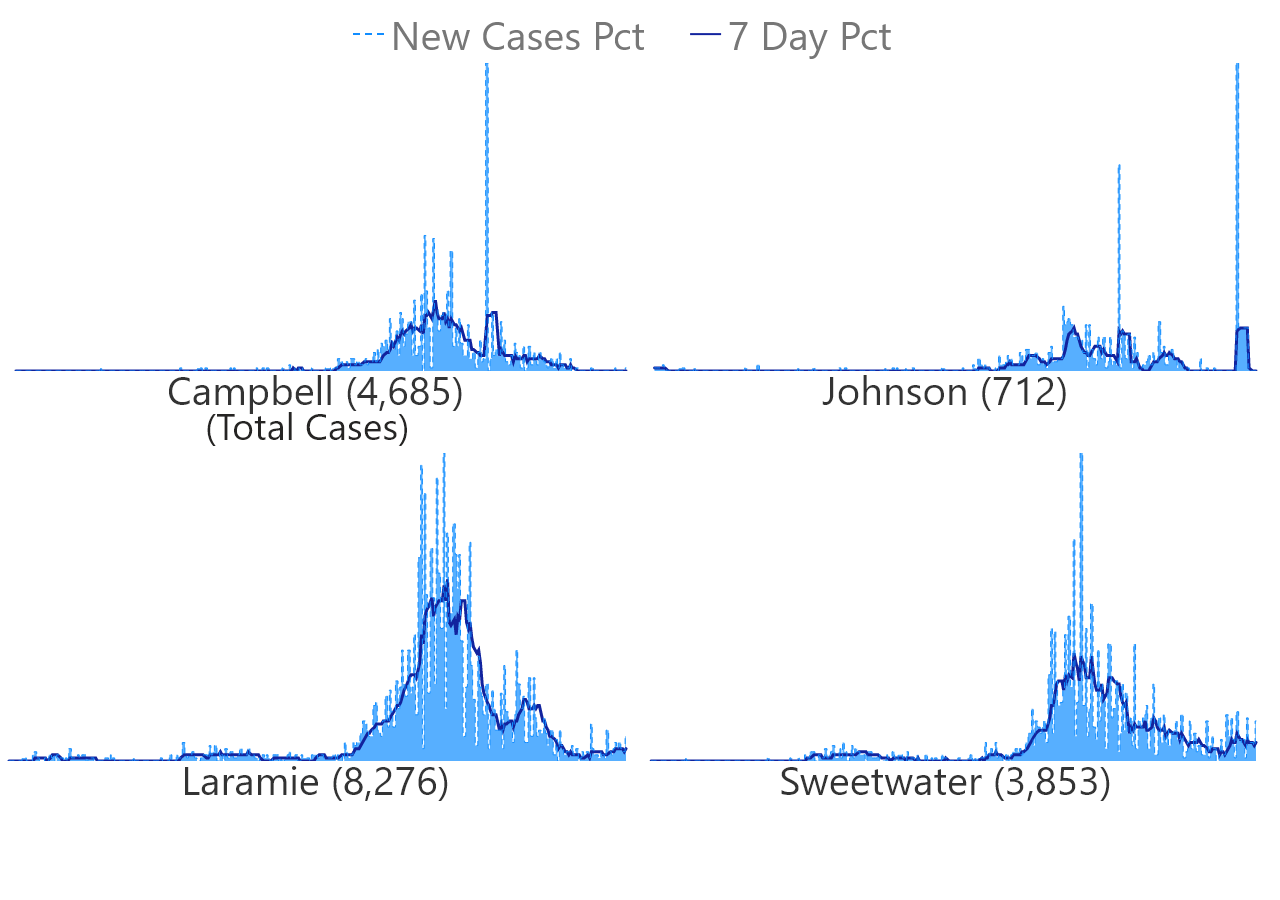 New Cases Pct 7 Day Pct
Campbell (4,685) Johnson (712)
(Total Cases)
Laramie (8,276) Sweetwater (3,853)